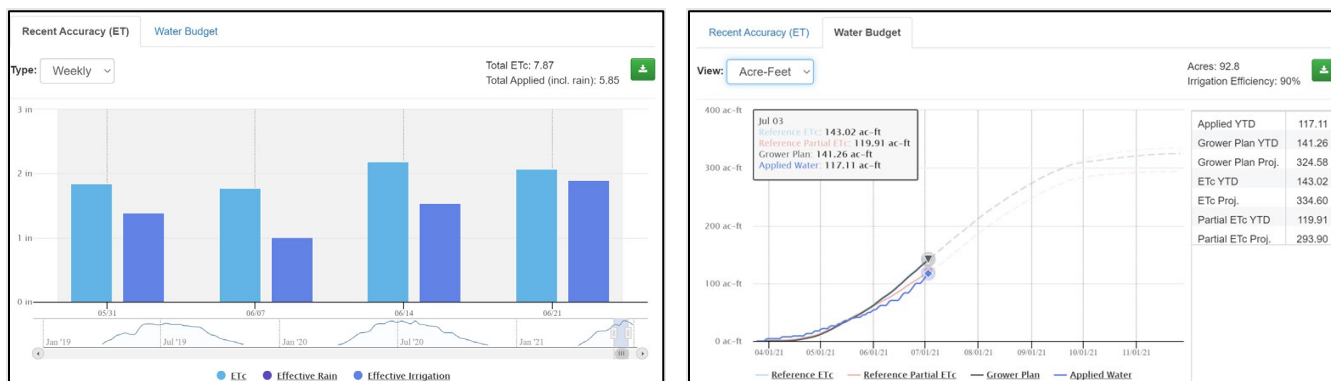 Recent Accuracy (ET) Water Budget
Type: Weekly
Total ETc: 7.87
Total Applied (incl. rain): 5.85
3 in
2 in
1 in
0 in
05/31 06/07 06/14 06/21
Jan '19 Jul '19 Jan '20 Jul '20 Jan '21
ETc Effective Rain Effective Irrigation
Recent Accuracy (ET) Water Budget
View: Acre-Feet
Acres: 92.8
Irrigation Efficiency: 90%
400 ac-ft
300 ac-ft
200 ac-ft
100 ac-ft
0 ac-ft
Jul 03
Reference ETc: 143.02 ac-ft
Reference Partial ETc: 119.91 ac-ft
Grower Plan: 141.26 ac-ft
Applied Water: 117.11 ac-ft
04/01/21 05/01/21 06/01/21 07/01/21 08/01/21 09/01/21 10/01/21 11/01/21
Reference ETc Reference Partial ETc Grower Plan Applied Water
Applied YTD 117.11
Grower Plan YTD 141.26
Grower Plan Proj. 324.58
ETc YTD 143.02
ETc Proj. 334.60
Partial ETc YTD 119.91
Partial ETc Proj. 293.90